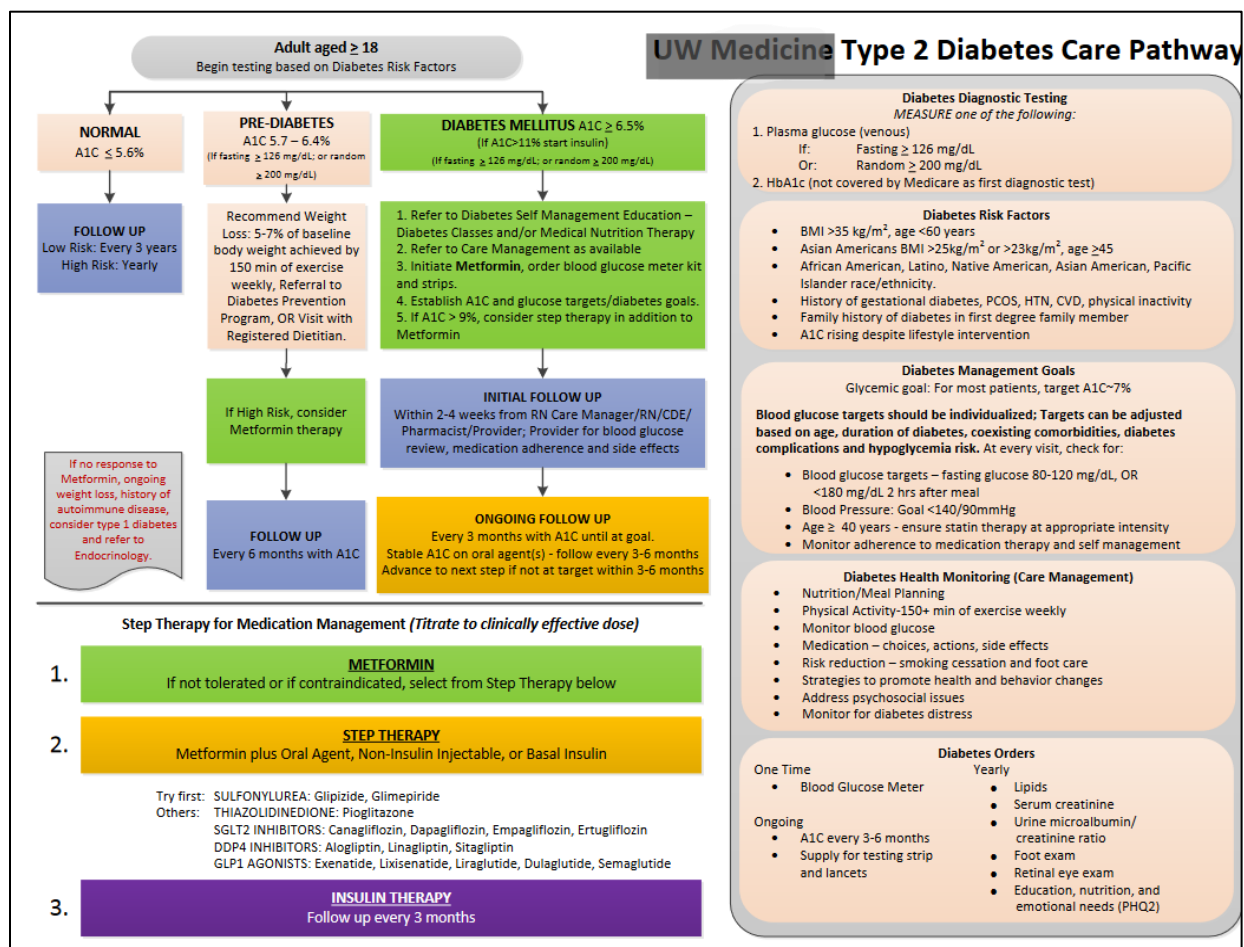 UW Medicine Type 2 Diabetes Care Pathway
Adult aged ≥ 18
Begin testing based on Diabetes Risk Factors
NORMAL
A1C ≤ 5.6%
FOLLOW UP
Low Risk: Every 3 years
High Risk: Yearly
PRE-DIABETES
A1C 5.7 – 6.4%
(If fasting ≥ 126 mg/dL; or random
≥ 200 mg/dL)
Recommend Weight
Loss: 5-7% of baseline
body weight achieved by
150 min of exercise
weekly, Referral to
Diabetes Prevention
Program, OR Visit with
Registered Dietitian.
If High Risk, consider
Metformin therapy
FOLLOW UP
Every 6 months with A1C
DIABETES MELLITUS A1C ≥ 6.5%
(If A1C>11% start insulin)
(If fasting ≥ 126 mg/dL; or random ≥ 200 mg/dL)
1. Refer to Diabetes Self Management Education –
Diabetes Classes and/or Medical Nutrition Therapy
2. Refer to Care Management as available
3. Initiate Metformin, order blood glucose meter kit
and strips.
4. Establish A1C and glucose targets/diabetes goals.
5. If A1C > 9%, consider step therapy in addition to
Metformin
INITIAL FOLLOW UP
Within 2-4 weeks from RN Care Manager/RN/CDE/
Pharmacist/Provider; Provider for blood glucose
review, medication adherence and side effects
ONGOING FOLLOW UP
Every 3 months with A1C until at goal.
Stable A1C on oral agent(s) - follow every 3-6 months
Advance to next step if not at target within 3-6 months
If no response to
Metformin, ongoing
weight loss, history of
autoimmune disease,
consider type 1 diabetes
and refer to
Endocrinology.
Step Therapy for Medication Management (Titrate to clinically effective dose)
1.
METFORMIN
If not tolerated or if contraindicated, select from Step Therapy below
2.
STEP THERAPY
Metformin plus Oral Agent, Non-Insulin Injectable, or Basal Insulin
Try first: SULFONYLUREA: Glipizide, Glimepiride
Others: THIAZOLIDINEDIONE: Pioglitazone
SGLT2 INHIBITORS: Canagliflozin, Dapagliflozin, Empagliflozin, Ertugliflozin
DDP4 INHIBITORS: Alogliptin, Linagliptin, Sitagliptin
GLP1 AGONISTS: Exenatide, Lixisenatide, Liraglutide, Dulaglutide, Semaglutide
3.
INSULIN THERAPY
Follow up every 3 months
Diabetes Diagnostic Testing
MEASURE one of the following:
1. Plasma glucose (venous)
If: Fasting ≥ 126 mg/dL
Or: Random ≥ 200 mg/dL
2. HbA1c (not covered by Medicare as first diagnostic test)
Diabetes Risk Factors
• BMI >35 kg/m², age <60 years
• Asian Americans BMI >25kg/m² or >23kg/m², age ≥45
• African American, Latino, Native American, Asian American, Pacific
Islander race/ethnicity.
• History of gestational diabetes, PCOS, HTN, CVD, physical inactivity
• Family history of diabetes in first degree family member
• A1C rising despite lifestyle intervention
Diabetes Management Goals
Glycemic goal: For most patients, target A1C~7%
Blood glucose targets should be individualized; Targets can be adjusted
based on age, duration of diabetes, coexisting comorbidities, diabetes
complications and hypoglycemia risk. At every visit, check for:
• Blood glucose targets – fasting glucose 80-120 mg/dL, OR
<180 mg/dL 2 hrs after meal
• Blood Pressure: Goal <140/90mmHg
• Age ≥ 40 years - ensure statin therapy at appropriate intensity
• Monitor adherence to medication therapy and self management
Diabetes Health Monitoring (Care Management)
• Nutrition/Meal Planning
• Physical Activity-150+ min of exercise weekly
• Monitor blood glucose
• Medication – choices, actions, side effects
• Risk reduction – smoking cessation and foot care
• Strategies to promote health and behavior changes
• Address psychosocial issues
• Monitor for diabetes distress
Diabetes Orders
One Time
• Blood Glucose Meter
Ongoing
• A1C every 3-6 months
• Supply for testing strip
and lancets
Yearly
• Lipids
• Serum creatinine
• Urine microalbumin/
creatinine ratio
• Foot exam
• Retinal eye exam
• Education, nutrition, and
emotional needs (PHQ2)